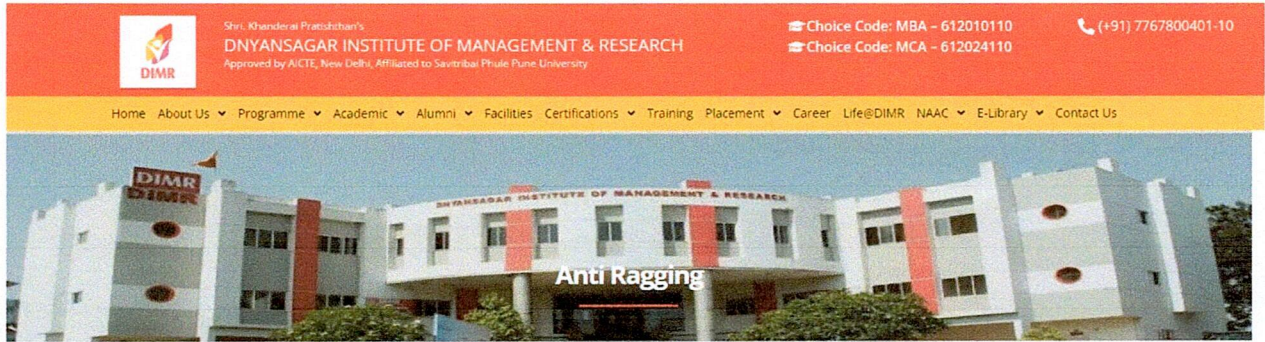 DIMR
Shri. Khanderai Pratishthan's
DNYANSAGAR INSTITUTE OF MANAGEMENT & RESEARCH
Approved by AICTE, New Delhi, Affiliated to Savitribai Phule Pune University
Choice Code: MBA – 612010110
Choice Code: MCA – 612024110
(+91) 7767800401-10
Home About Us Programme Academic Alumni Facilities Certifications Training Placement Career Life@DIMR NAAC E-Library Contact Us
DIMR
DIMR
DNYANSAGAR INSTITUTE OF MANAGEMENT & RESEARCH
Anti Ragging